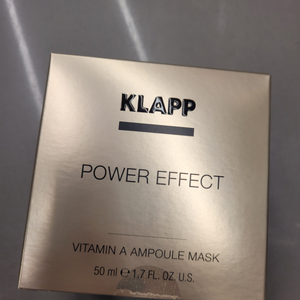 KLAPP
POWER EFFECT
VITAMIN A AMPOULE MASK
50 ml ℮ 1.7 FL. OZ. U.S.